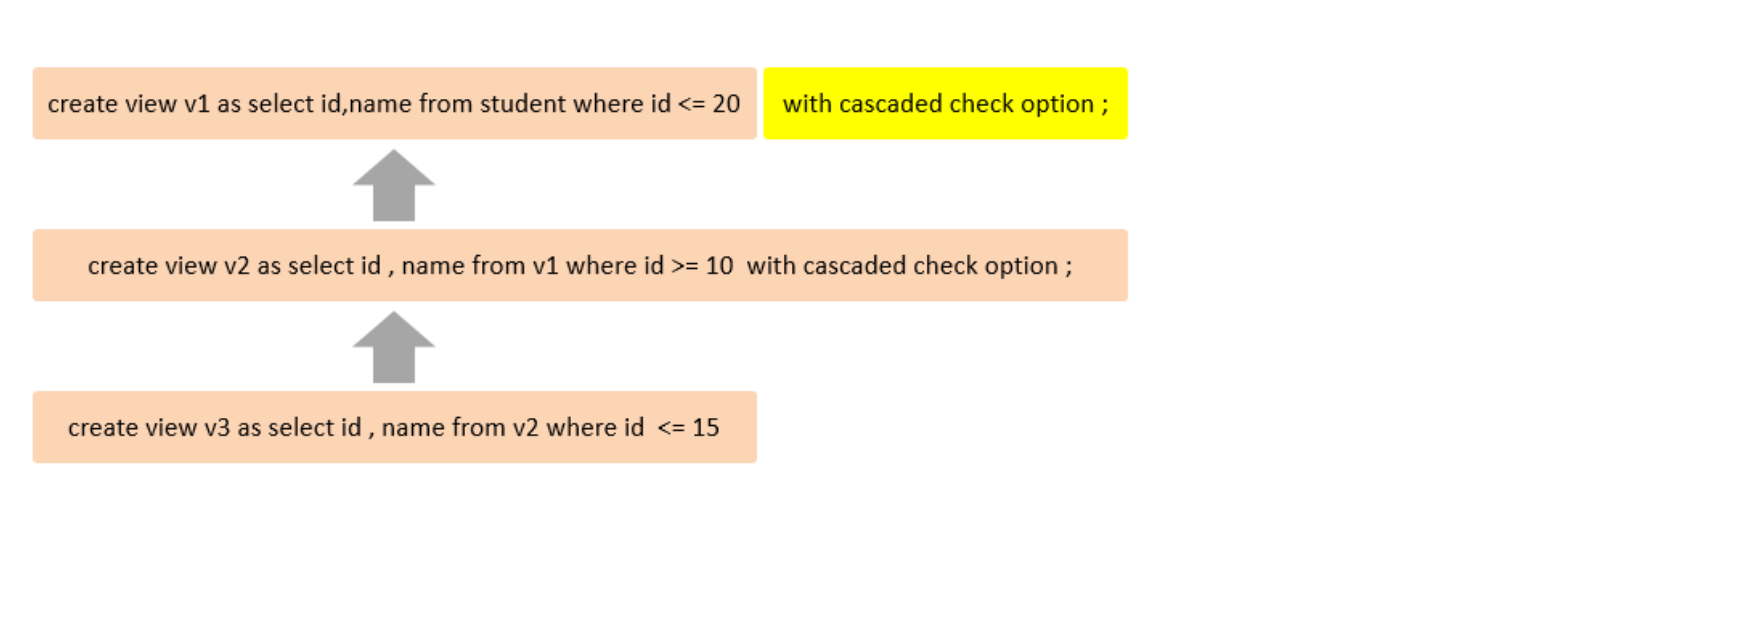 create view v1 as select id,name from student where id <= 20 with cascaded check option ;
create view v2 as select id , name from v1 where id >= 10  with cascaded check option ;
create view v3 as select id , name from v2 where id  <= 15